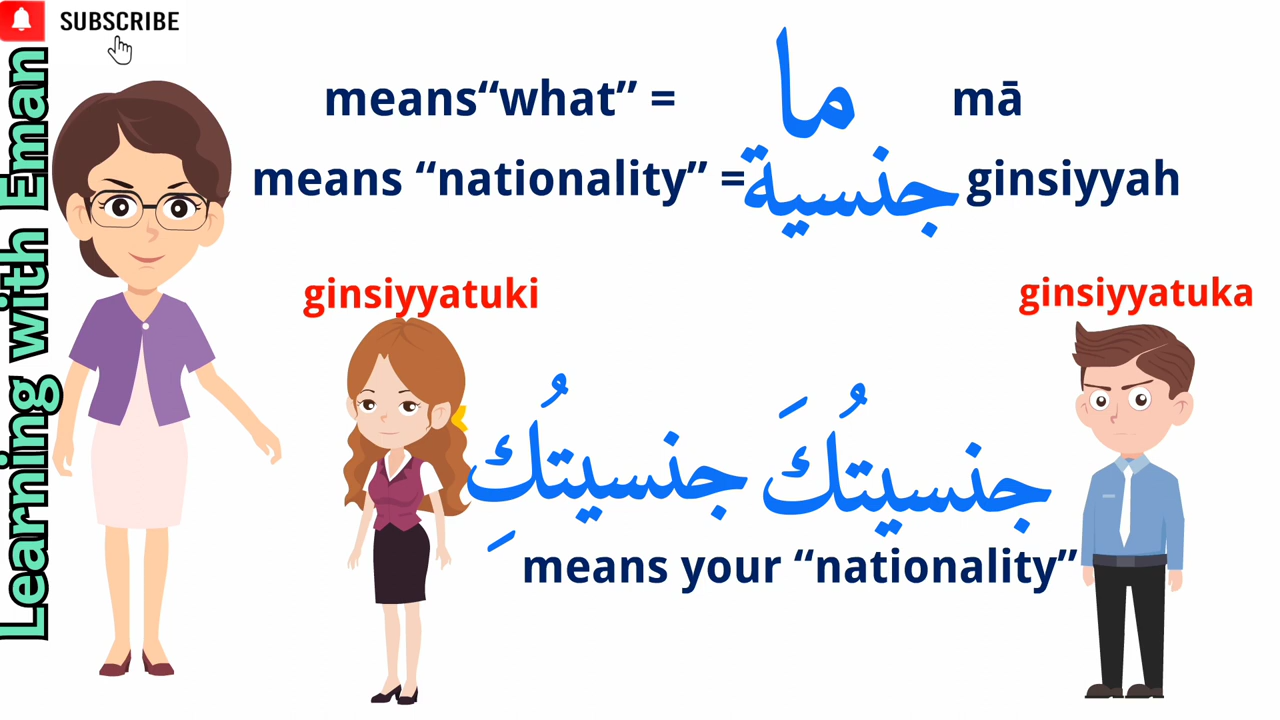 SUBSCRIBE
Learning with Eman
means“what” = ما mā
means “nationality” = جنسية ginsiyyah
ginsiyyatuki
ginsiyyatuka
جنسيتُكَ
جنسيتُكِ
means your “nationality”